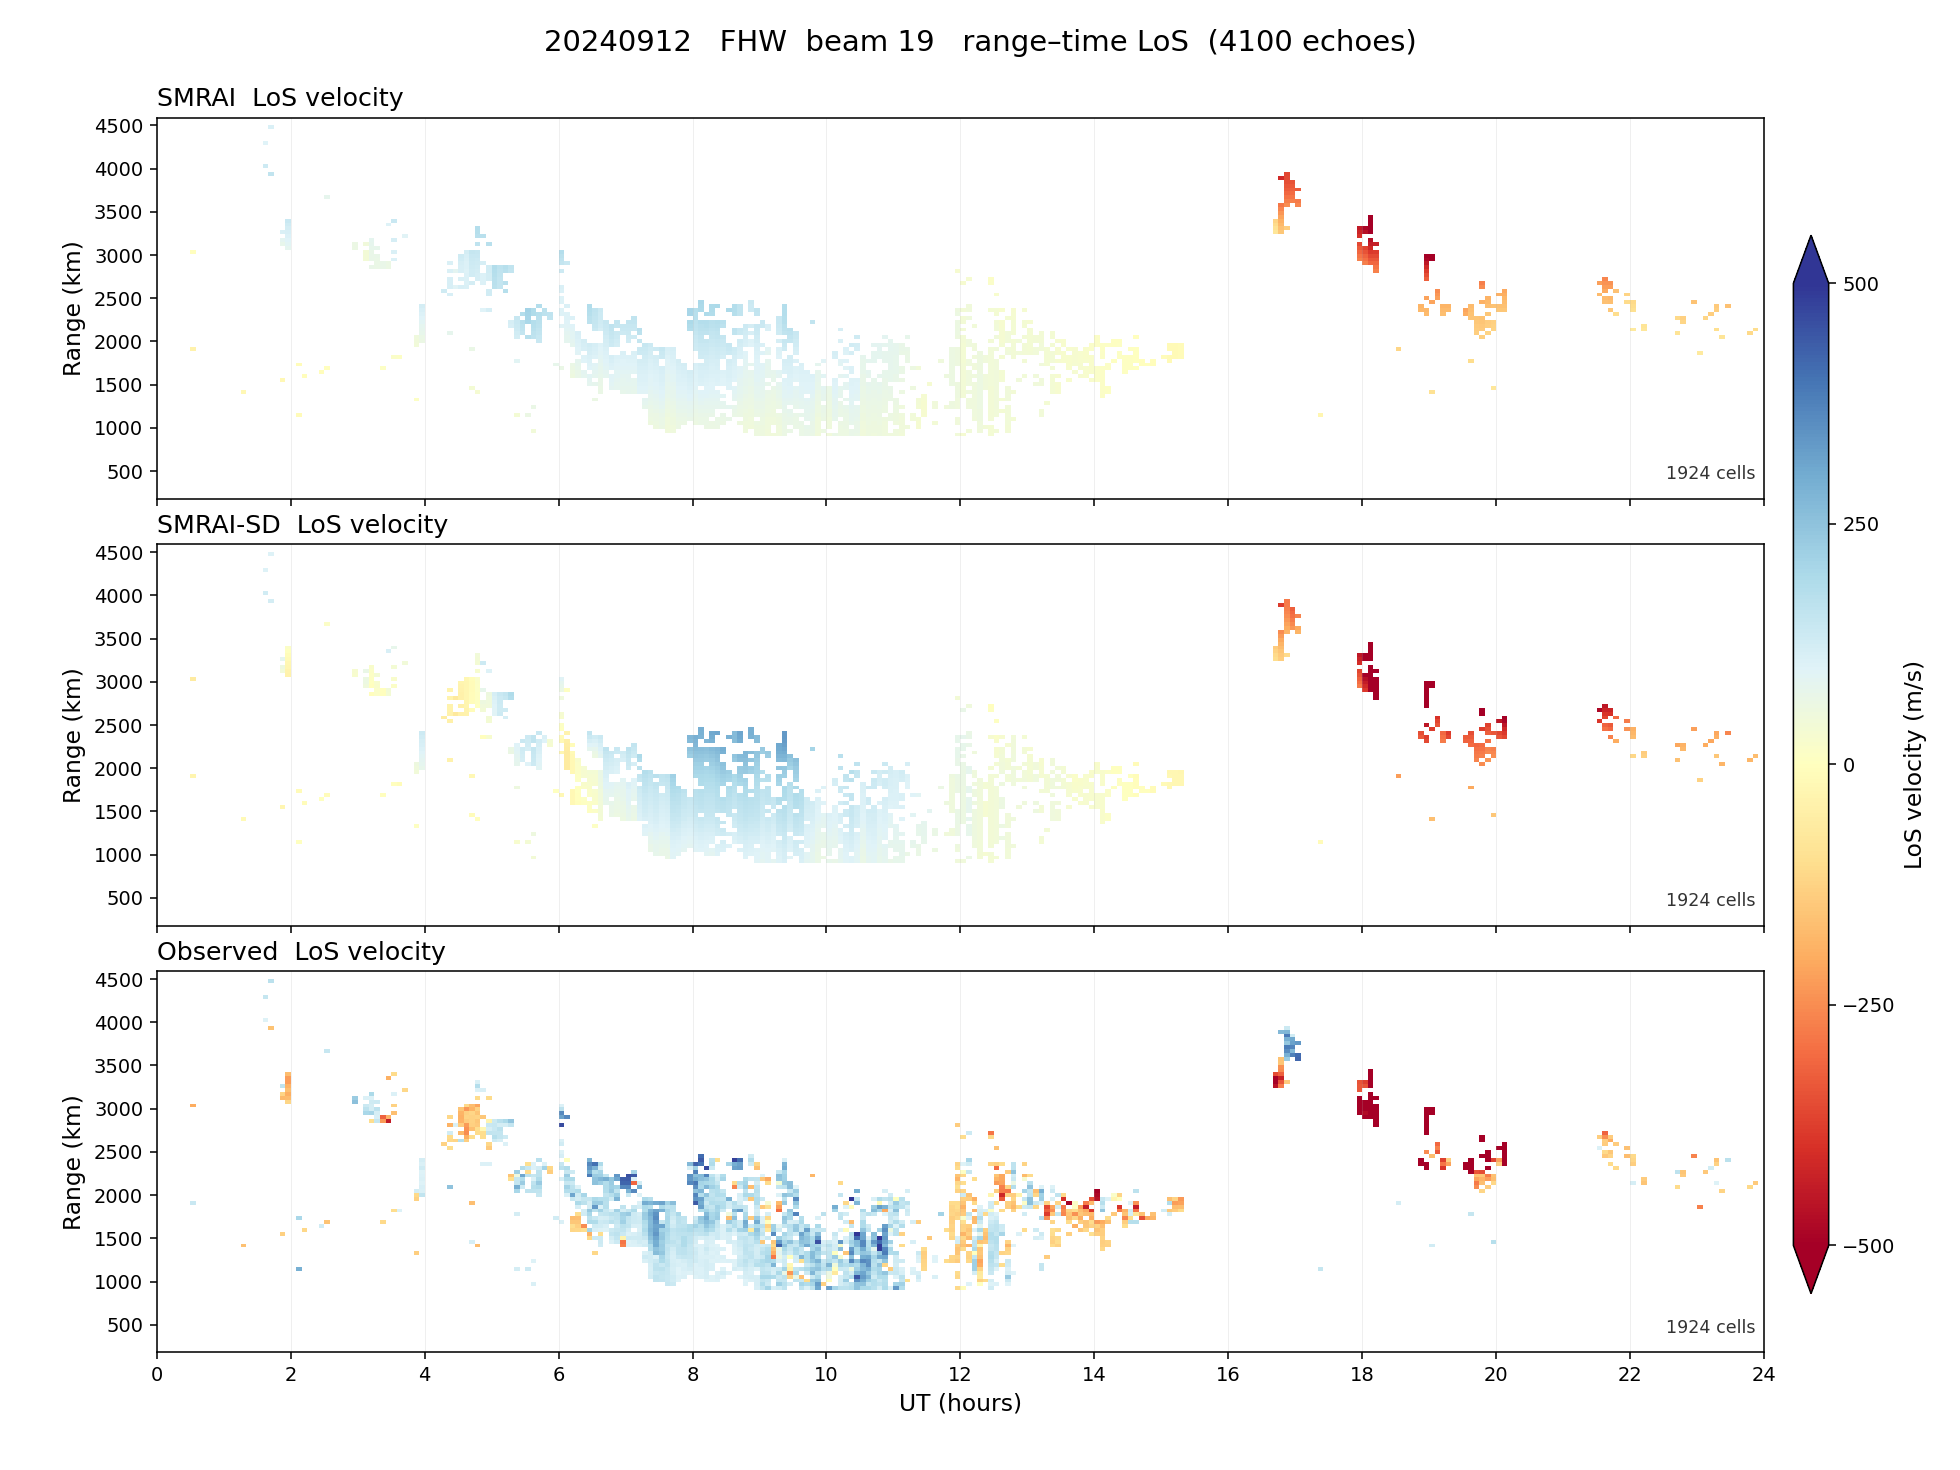 20240912   FHW  beam 19   range–time LoS  (4100 echoes)
SMRAI  LoS velocity
4500
4000
3500
3000
2500
2000
1500
1000
500
Range (km)
1924 cells
SMRAI-SD  LoS velocity
4500
4000
3500
3000
2500
2000
1500
1000
500
Range (km)
1924 cells
Observed  LoS velocity
4500
4000
3500
3000
2500
2000
1500
1000
500
Range (km)
1924 cells
0 2 4 6 8 10 12 14 16 18 20 22 24
UT (hours)
500
250
0
−250
−500
LoS velocity (m/s)